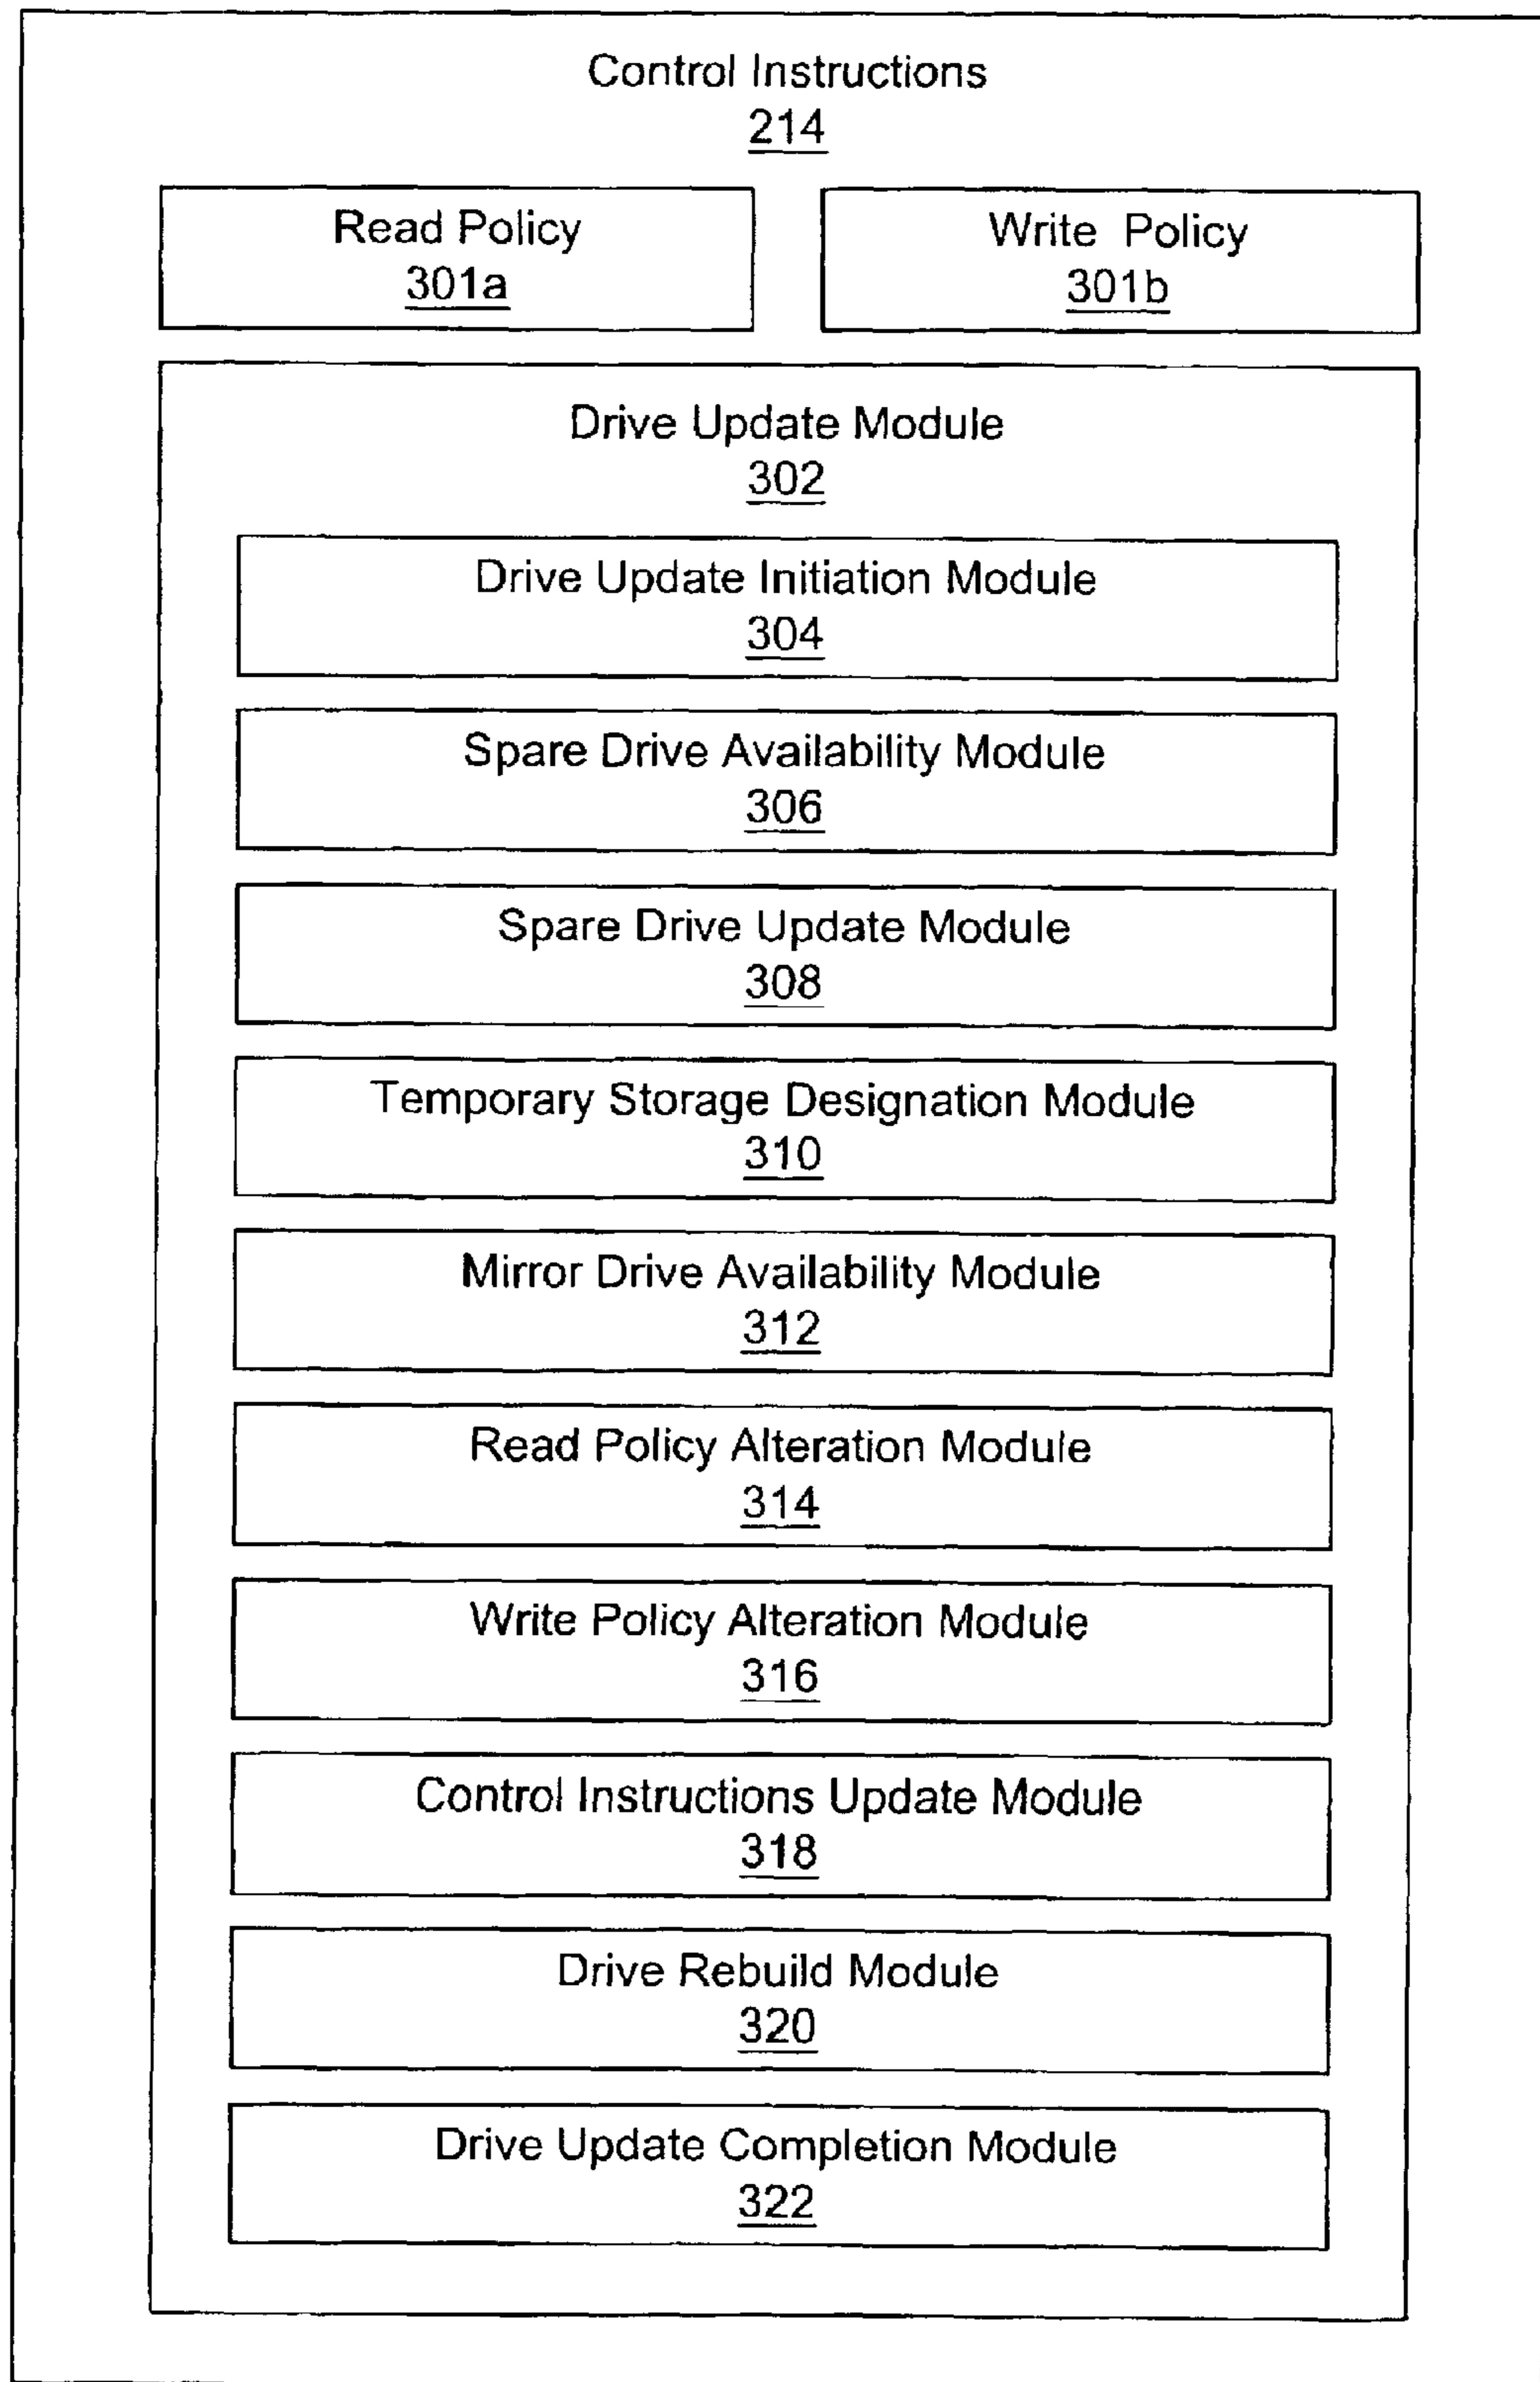 Control Instructions
214
Read Policy
301a
Write Policy
301b
Drive Update Module
302
Drive Update Initiation Module
304
Spare Drive Availability Module
306
Spare Drive Update Module
308
Temporary Storage Designation Module
310
Mirror Drive Availability Module
312
Read Policy Alteration Module
314
Write Policy Alteration Module
316
Control Instructions Update Module
318
Drive Rebuild Module
320
Drive Update Completion Module
322